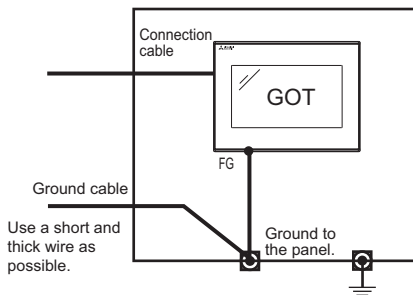 Connection
cable
GOT
FG
Ground cable
Use a short and
thick wire as
possible.
Ground to
the panel.